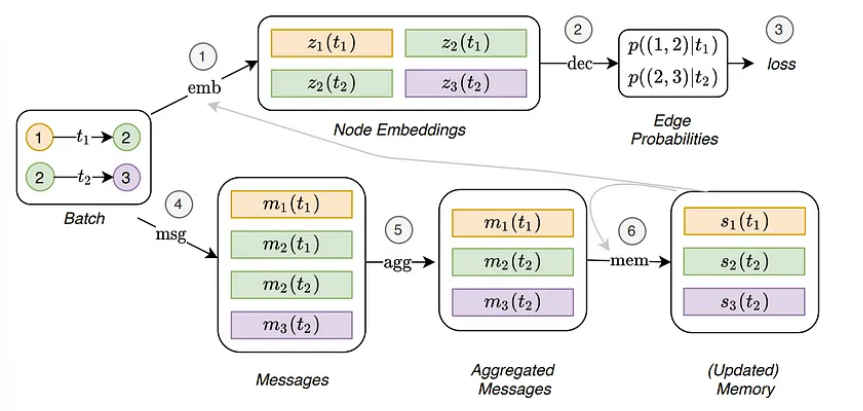 1
emb
z₁(t₁) z₂(t₁)
z₂(t₂) z₃(t₂)
Node Embeddings
2
dec
p((1, 2)|t₁)
p((2, 3)|t₂)
Edge
Probabilities
3
loss
1 t₁ 2
2 t₂ 3
Batch
4
msg
m₁(t₁)
m₂(t₁)
m₂(t₂)
m₃(t₂)
Messages
5
agg
m₁(t₁)
m₂(t₂)
m₃(t₂)
Aggregated
Messages
6
mem
s₁(t₁)
s₂(t₂)
s₃(t₂)
(Updated)
Memory